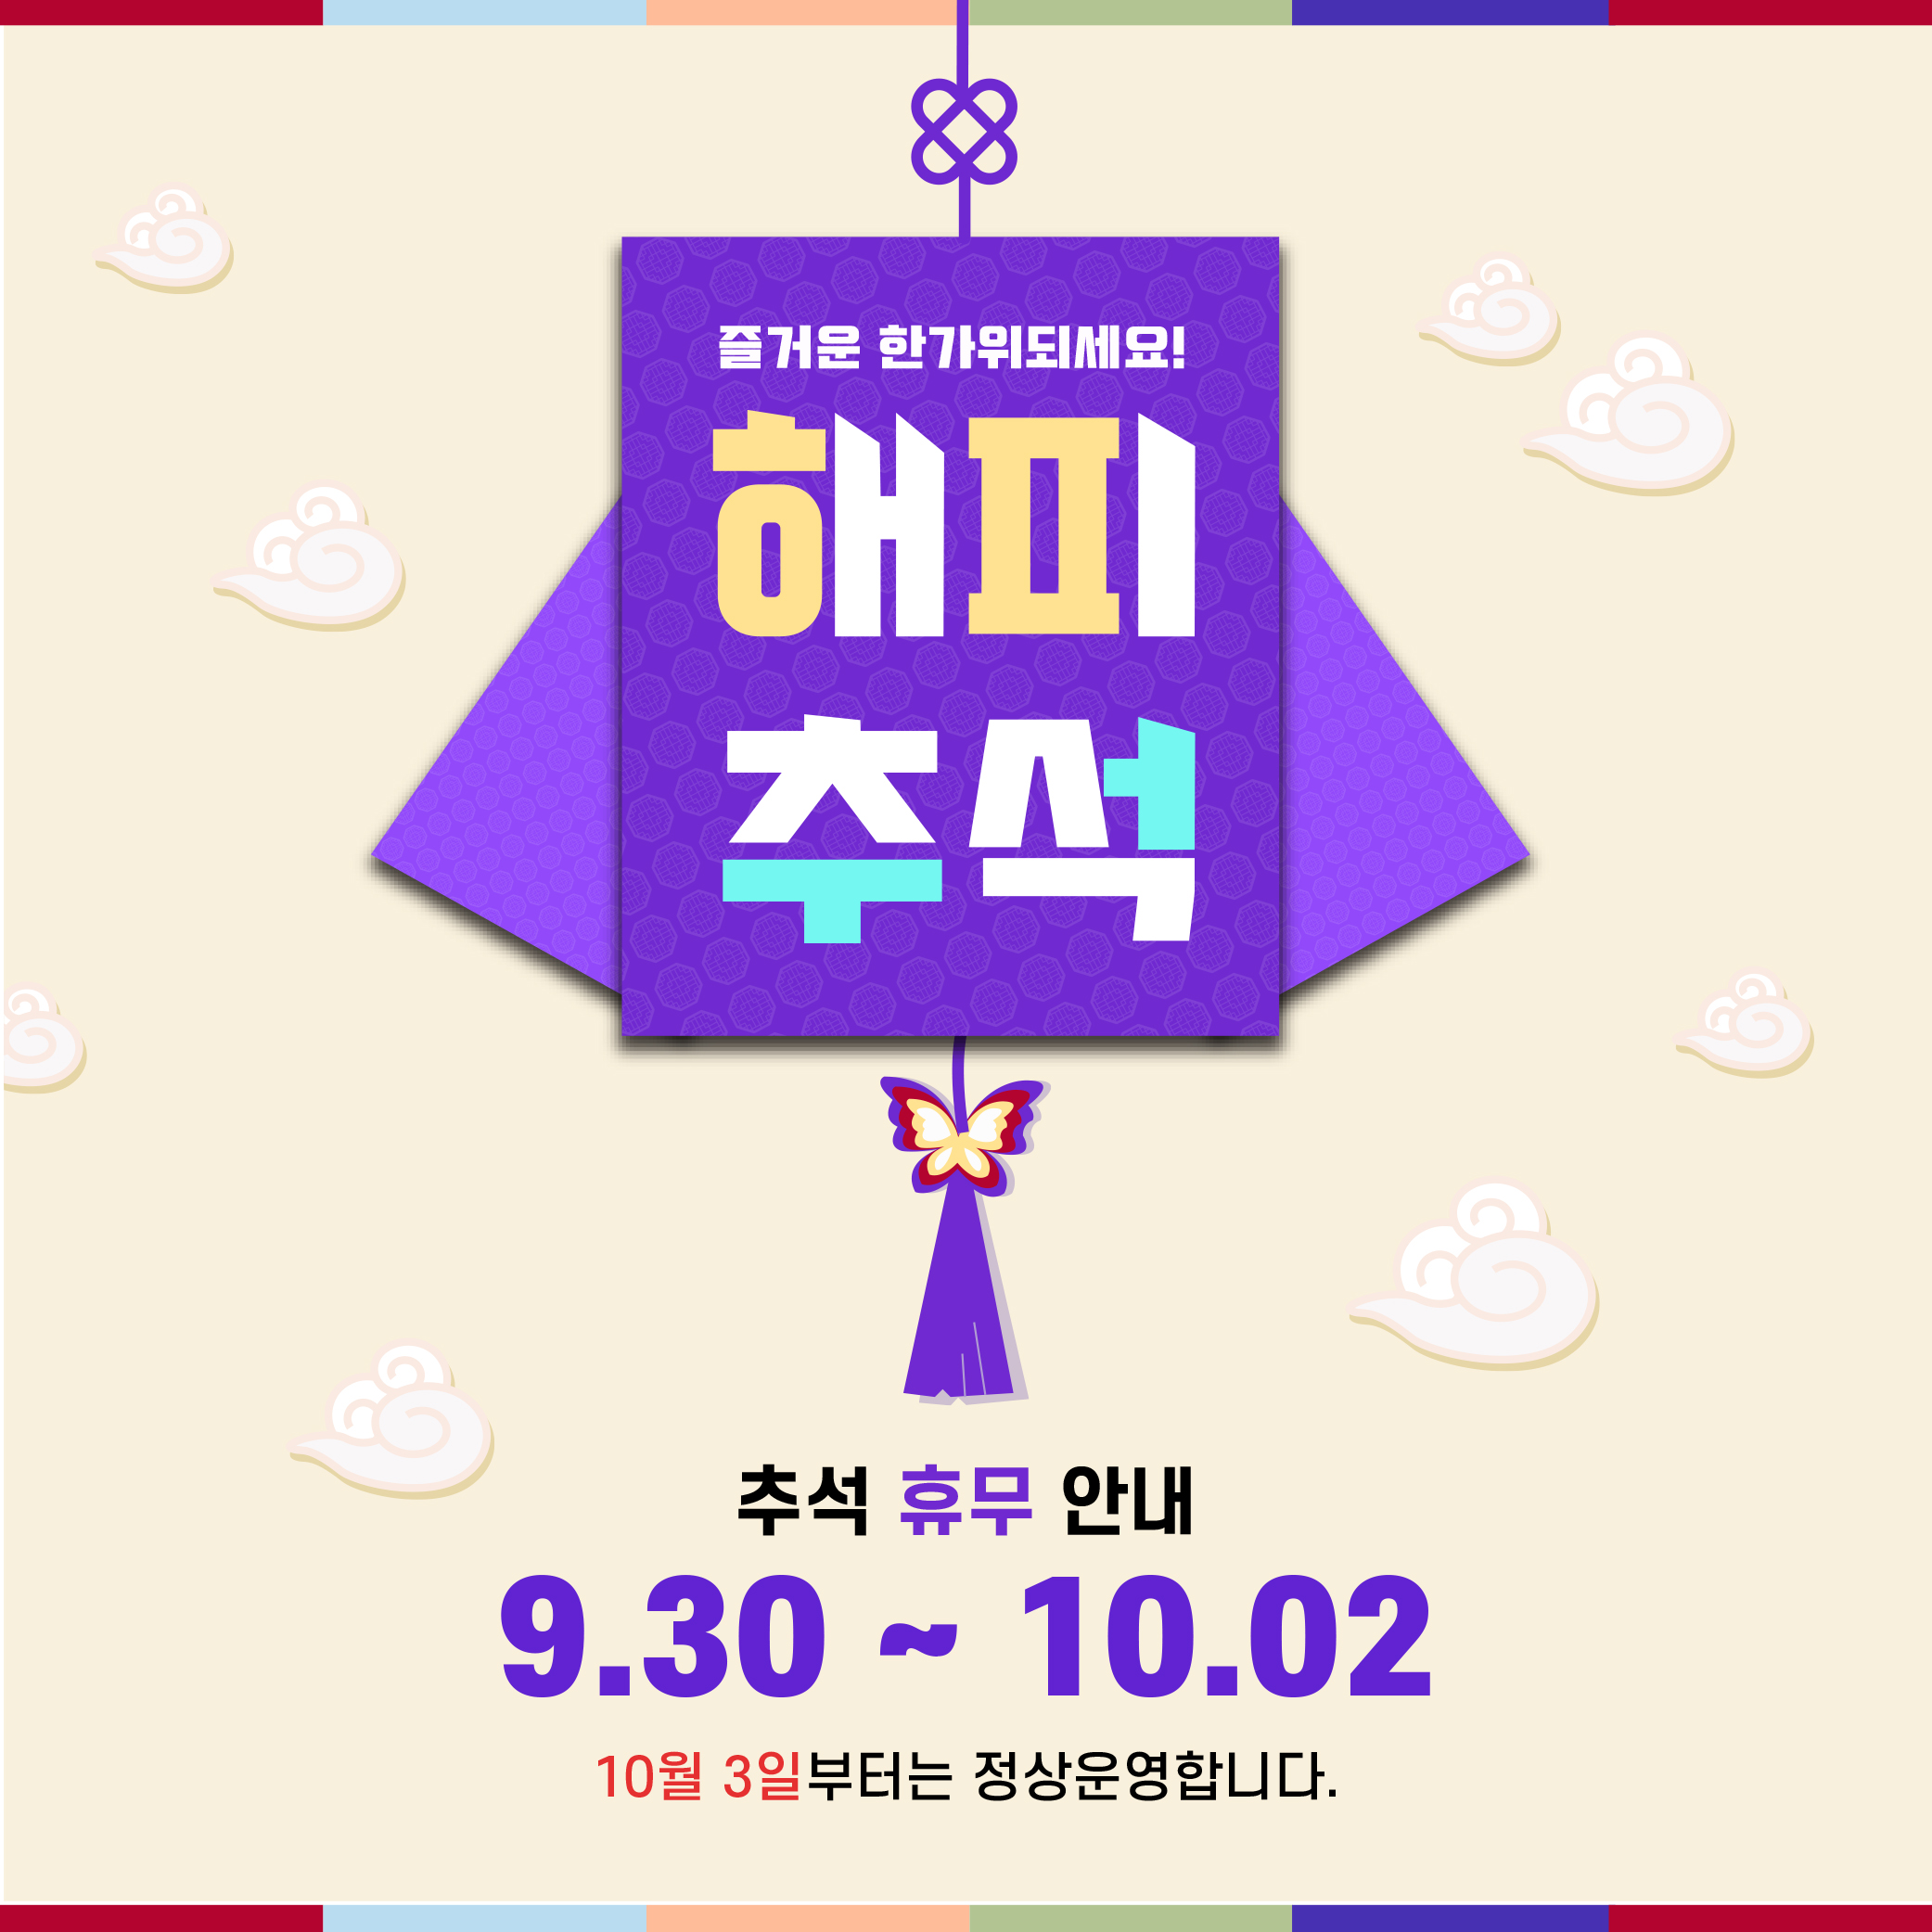 즐거운 한가위되세요!
해피
추석
추석 휴무 안내
9.30 ~ 10.02
10월 3일부터는 정상운영합니다.